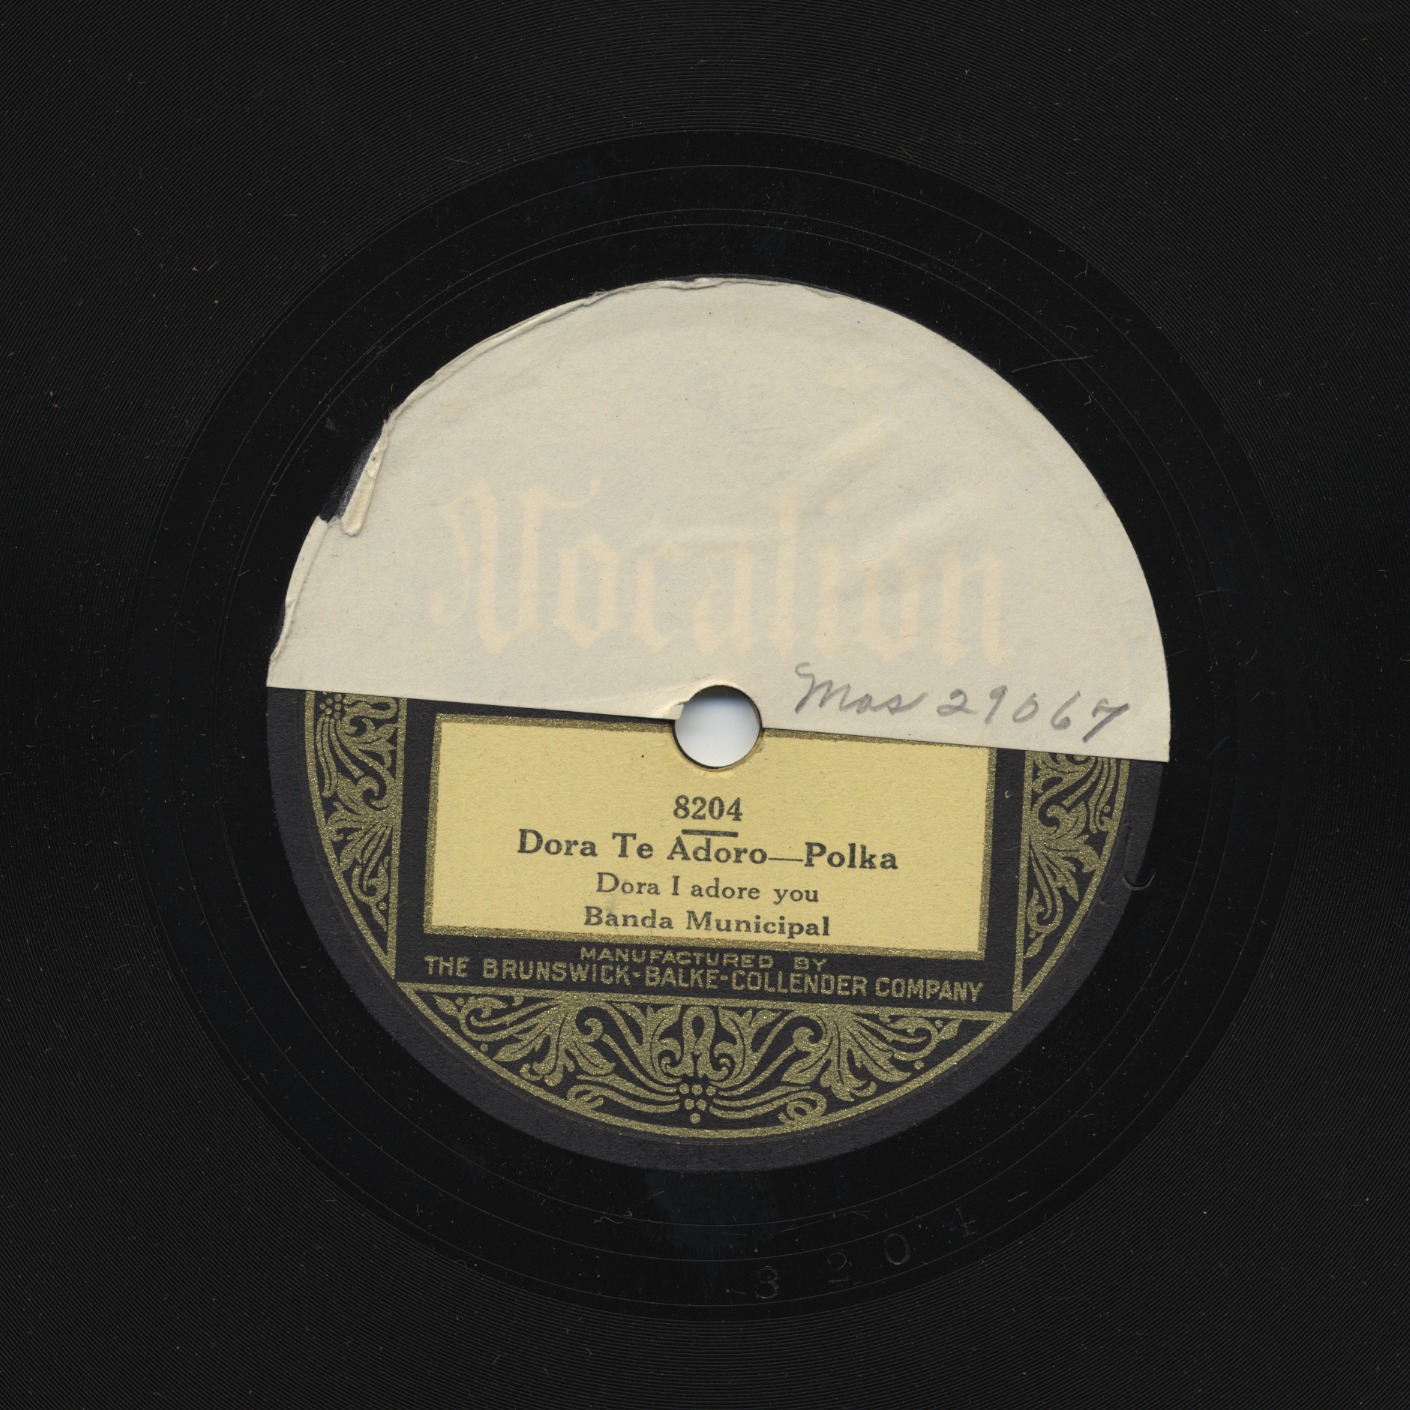 Vocalion
Mas 29067
8204
Dora Te Adoro—Polka
Dora I adore you
Banda Municipal
MANUFACTURED BY
THE BRUNSWICK-BALKE-COLLENDER COMPANY
8204